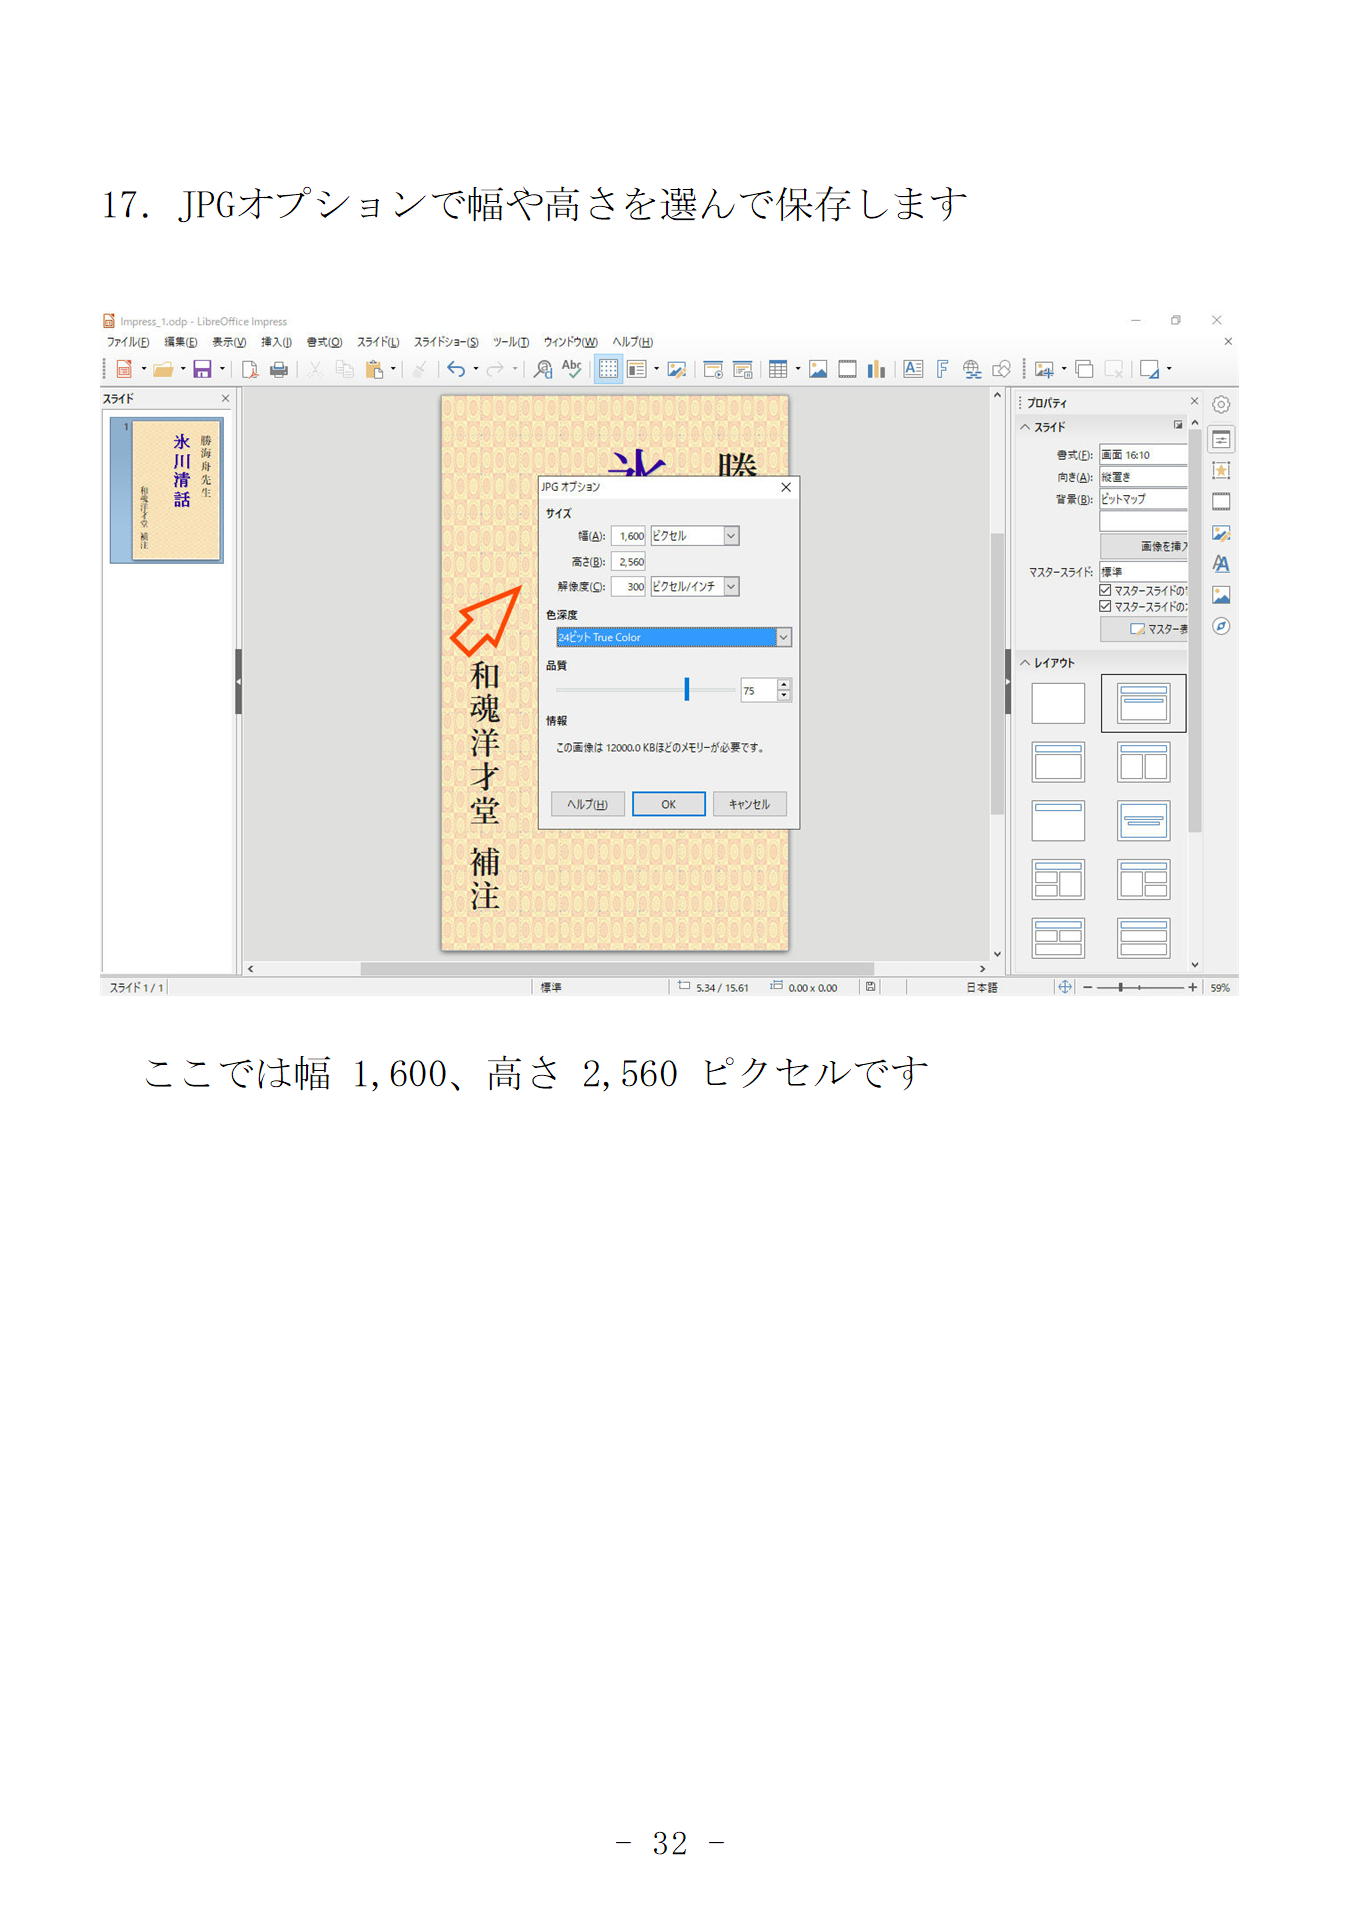 17. JPGオプションで幅や高さを選んで保存します
Impress_1.odp - LibreOffice Impress
ファイル(F) 編集(E) 表示(V) 挿入(I) 書式(O) スライド(L) スライドショー(S) ツール(T) ウィンドウ(W) ヘルプ(H)
スライド
1
勝海舟先生
氷川清話
和魂洋才堂 補注
勝
氷
和魂洋才堂 補注
JPG オプション
サイズ
幅(A): 1,600 ピクセル
高さ(B): 2,560
解像度(C): 300 ピクセル/インチ
色深度
24ビット True Color
品質
75
情報
この画像は 12000.0 KBほどのメモリーが必要です。
ヘルプ(H) OK キャンセル
プロパティ
スライド
書式(F): 画面 16:10
向き(A): 縦置き
背景(B): ビットマップ
画像を挿入
マスタースライド: 標準
マスタースライドの
マスタースライドの
マスター表
レイアウト
スライド 1 / 1 標準 5.34 / 15.61 0.00 x 0.00 日本語 59%
ここでは幅 1,600、高さ 2,560 ピクセルです
- 32 -